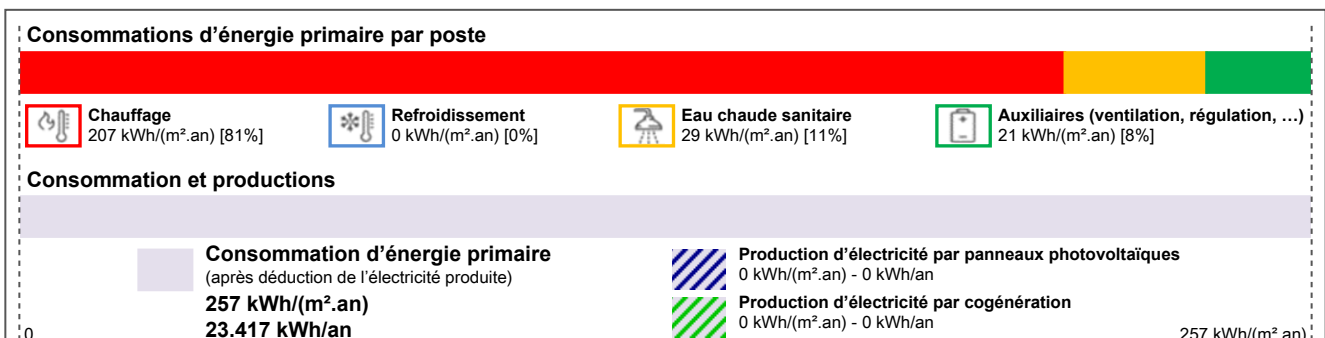 Consommations d'énergie primaire par poste
Chauffage
207 kWh/(m².an) [81%]
Refroidissement
0 kWh/(m².an) [0%]
Eau chaude sanitaire
29 kWh/(m².an) [11%]
Auxiliaires (ventilation, régulation, …)
21 kWh/(m².an) [8%]
Consommation et productions
Consommation d'énergie primaire
(après déduction de l'électricité produite)
257 kWh/(m².an)
23.417 kWh/an
Production d'électricité par panneaux photovoltaïques
0 kWh/(m².an) - 0 kWh/an
Production d'électricité par cogénération
0 kWh/(m².an) - 0 kWh/an
0
257 kWh/(m².an)